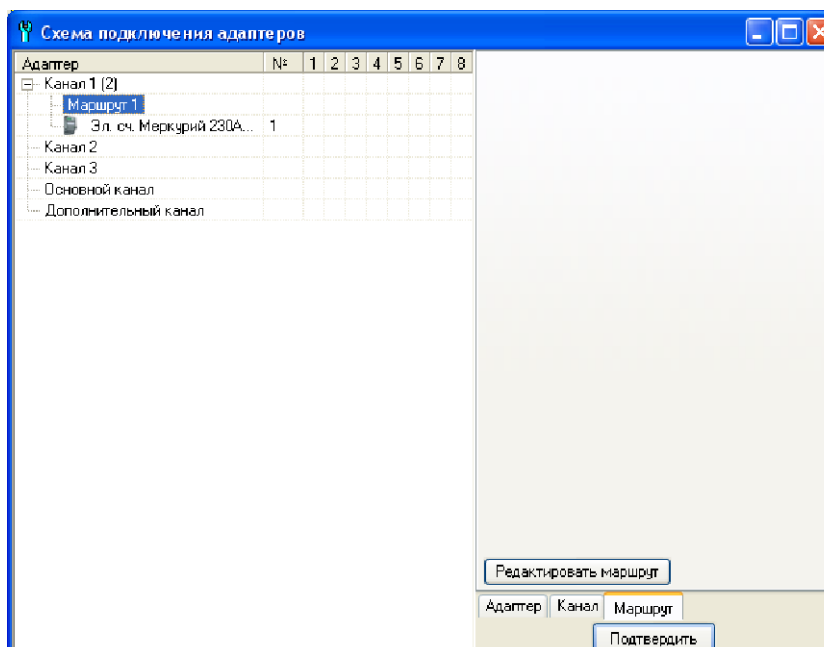 Схема подключения адаптеров
Адаптер № 1 2 3 4 5 6 7 8
Канал 1 (2)
Маршрут 1
Эл. сч. Меркурий 230А... 1
Канал 2
Канал 3
Основной канал
Дополнительный канал
Редактировать маршрут
Адаптер Канал Маршрут
Подтвердить